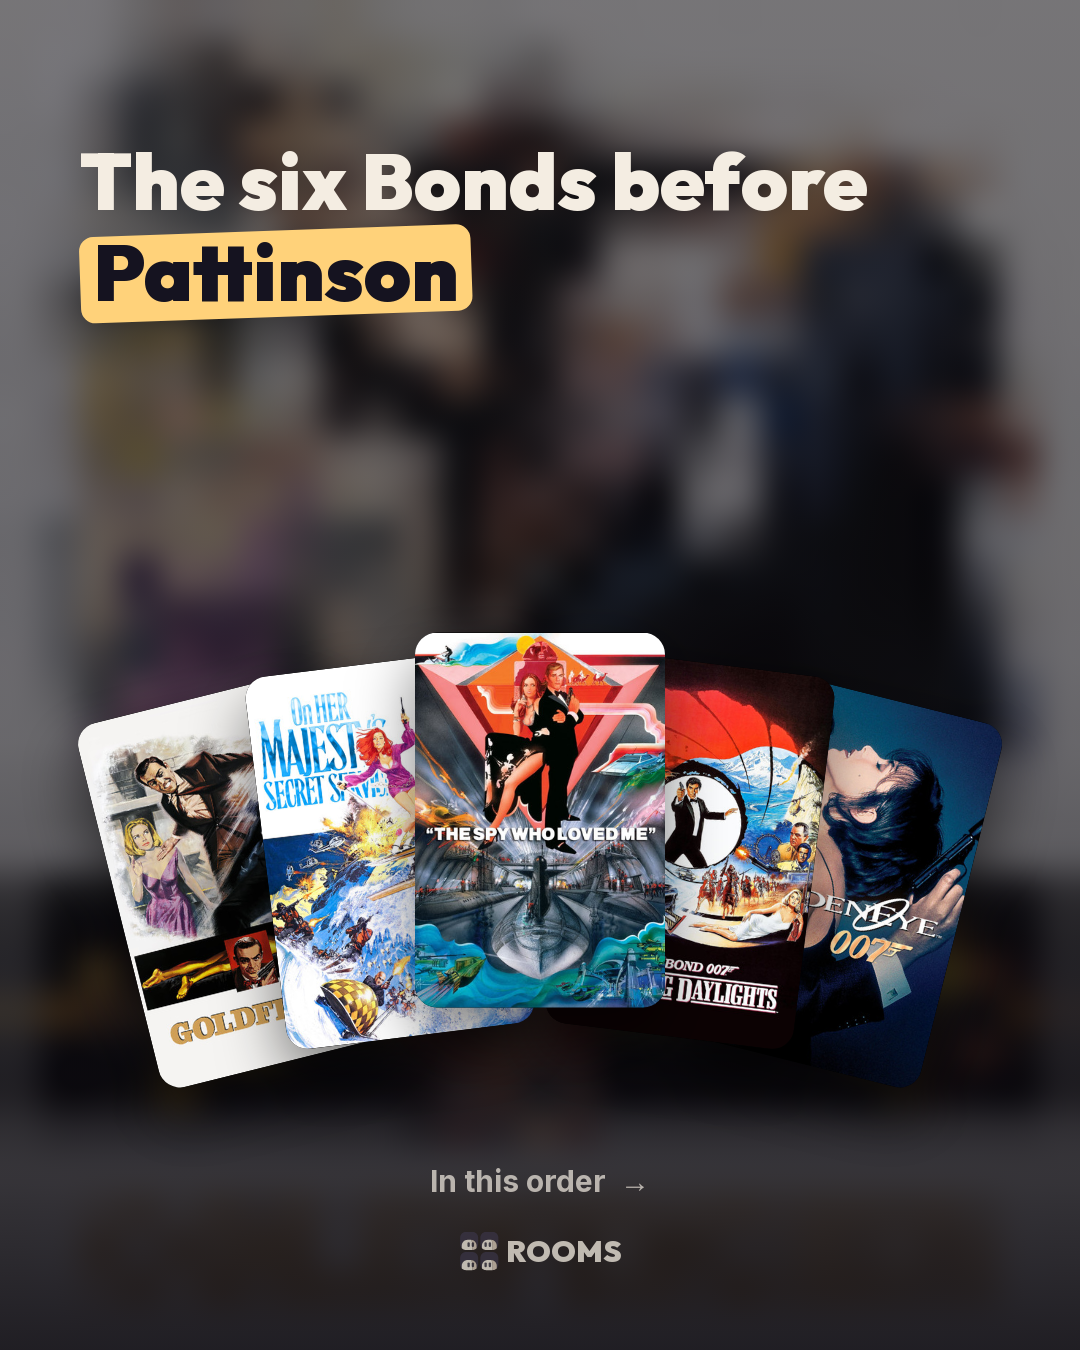 The six Bonds before
Pattinson
On HER
MAJESTY'S
SECRET
"THE SPY WHO LOVED ME"
BOND 007
DAYLIGHTS
007
In this order →
ROOMS